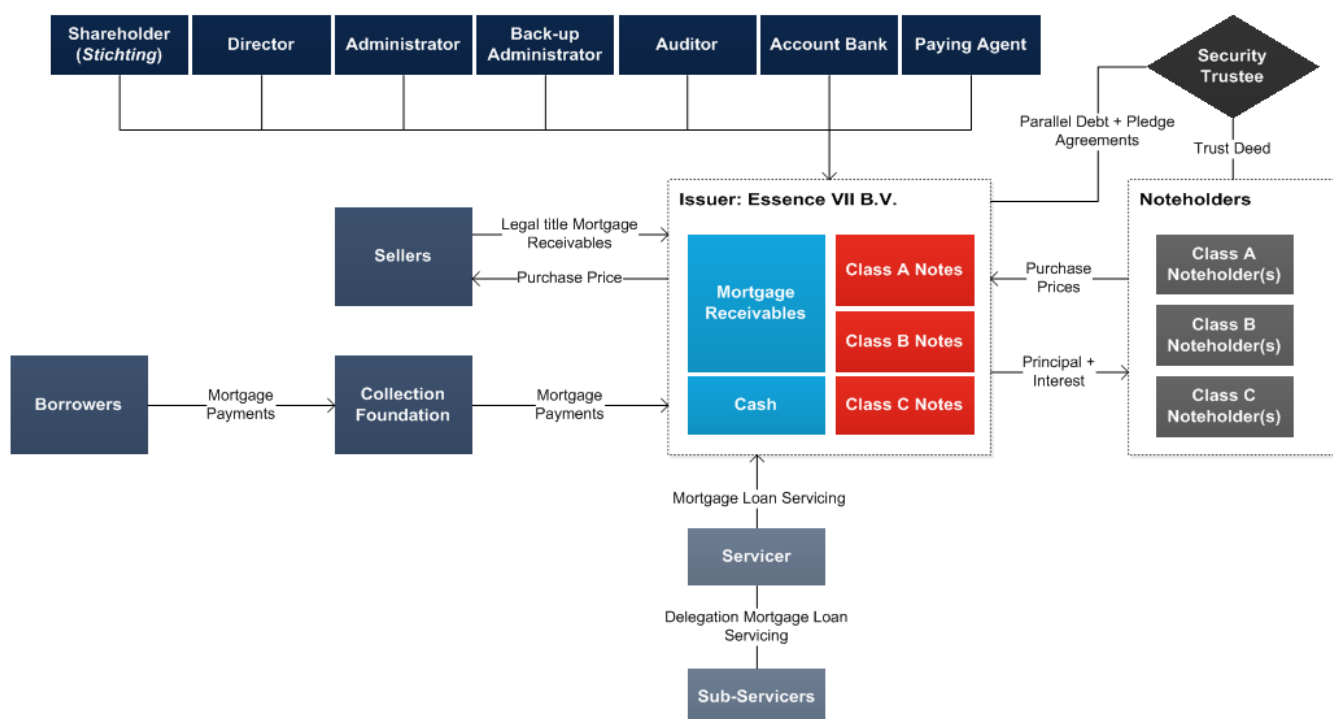 Shareholder
(Stichting)
Director
Administrator
Back-up
Administrator
Auditor
Account Bank
Paying Agent
Security
Trustee
Parallel Debt + Pledge
Agreements
Trust Deed
Issuer: Essence VII B.V.
Noteholders
Sellers
Legal title Mortgage
Receivables
Purchase Price
Mortgage
Receivables
Cash
Class A Notes
Class B Notes
Class C Notes
Purchase
Prices
Principal +
Interest
Class A
Noteholder(s)
Class B
Noteholder(s)
Class C
Noteholder(s)
Borrowers
Mortgage
Payments
Collection
Foundation
Mortgage
Payments
Mortgage Loan Servicing
Servicer
Delegation Mortgage Loan
Servicing
Sub-Servicers